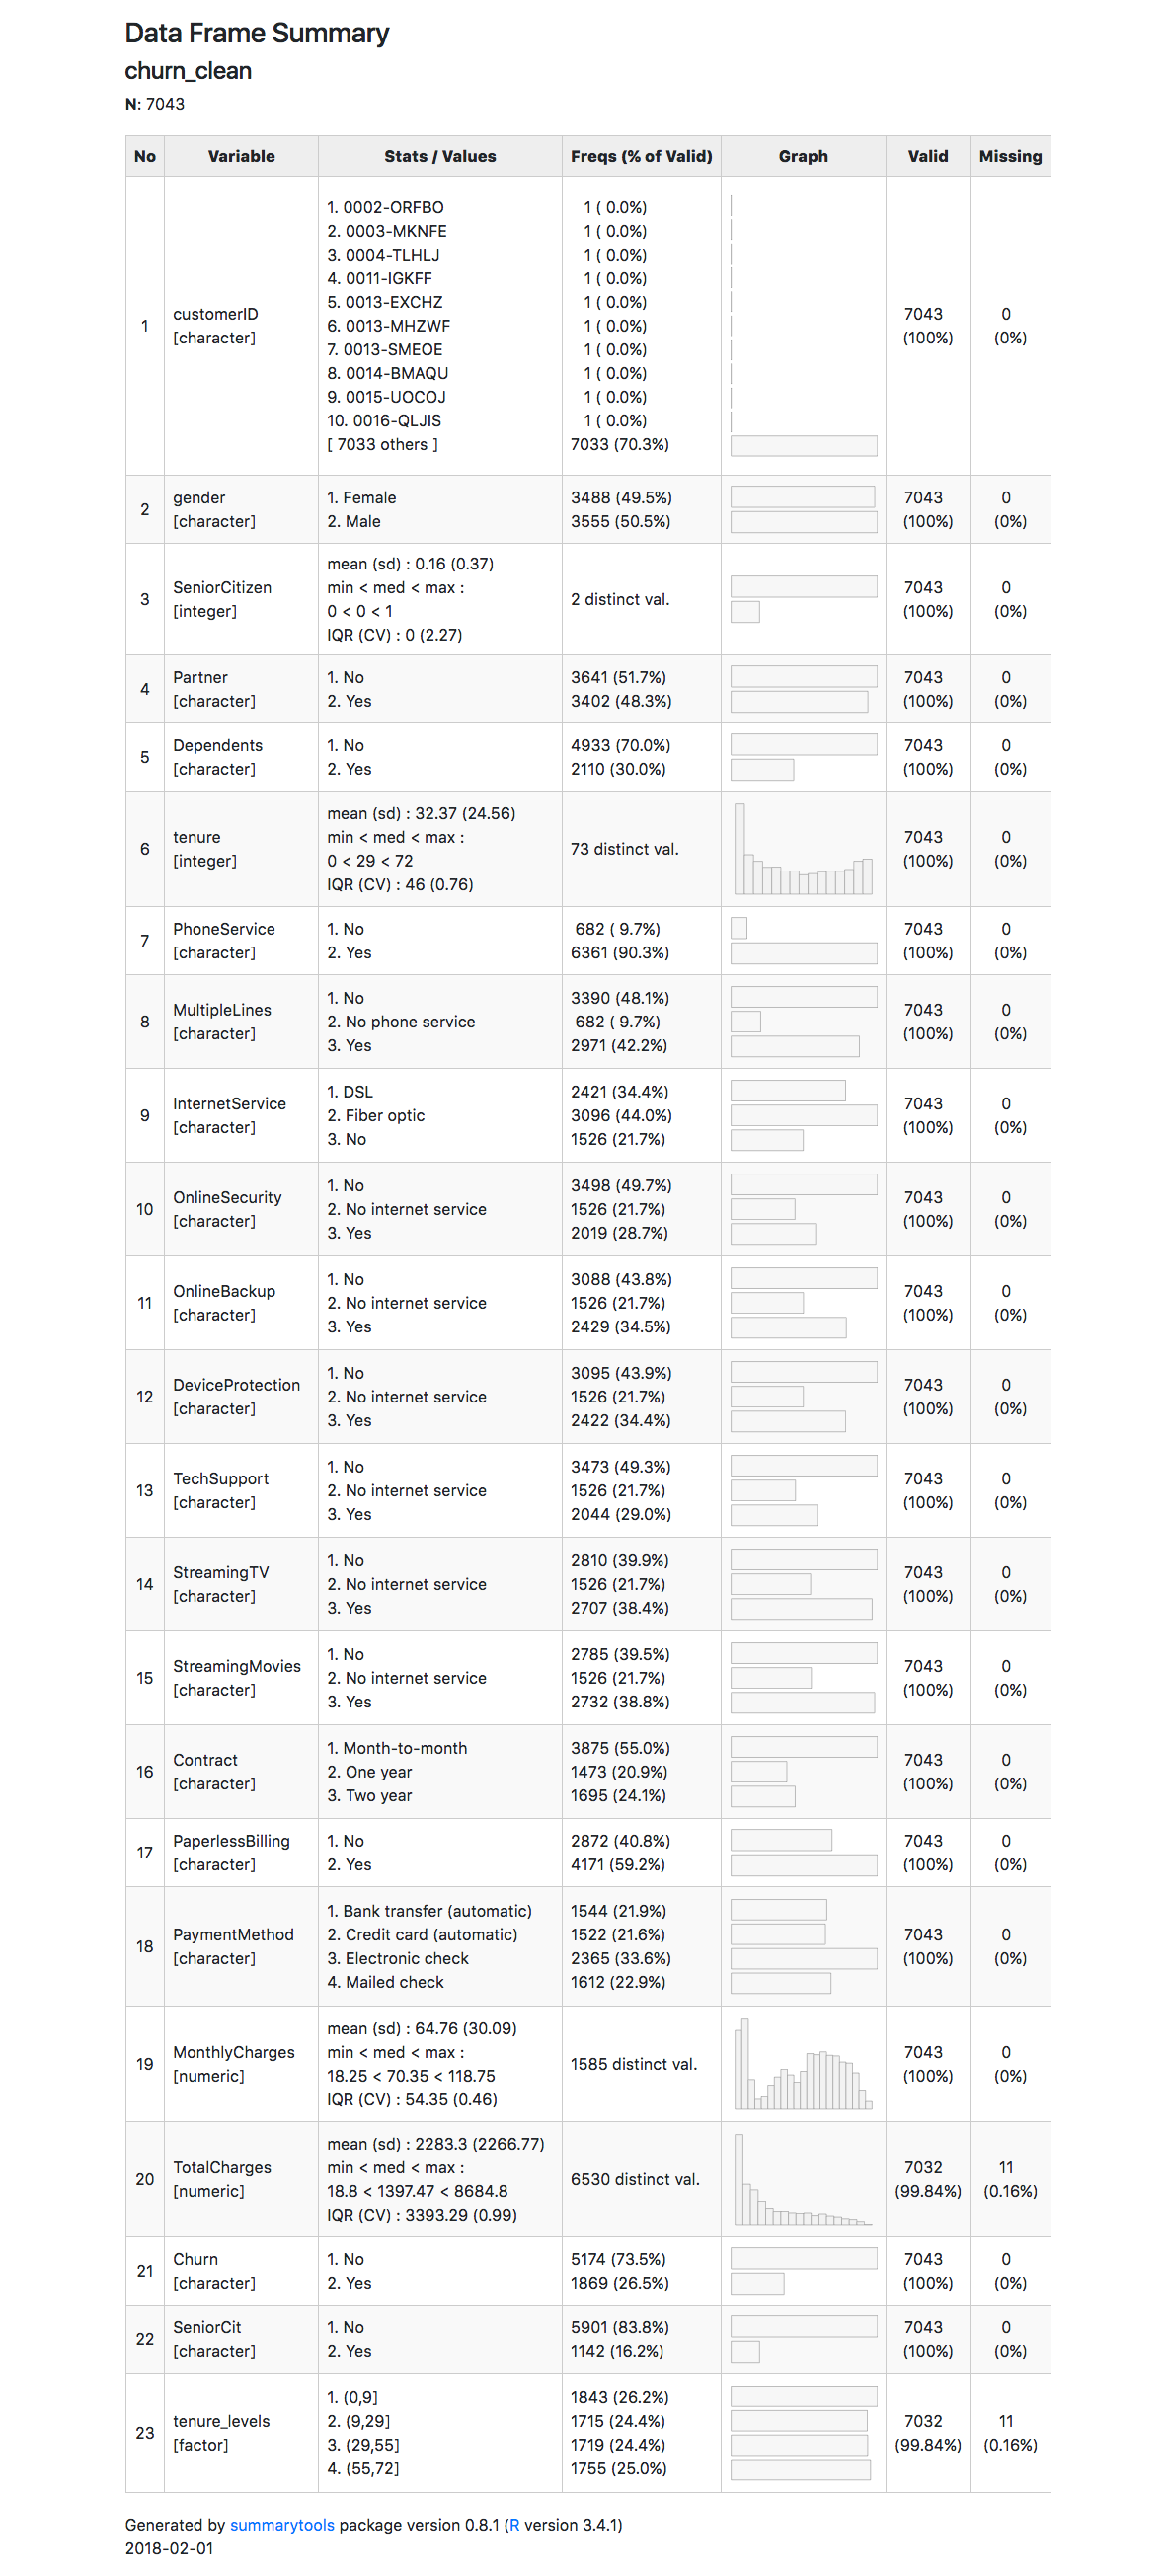 Data Frame Summary
churn_clean
N: 7043
No Variable Stats / Values Freqs (% of Valid) Graph Valid Missing
1 customerID [character] 7043 (100%) 0 (0%)
1. 0002-ORFBO 1 ( 0.0%)
2. 0003-MKNFE 1 ( 0.0%)
3. 0004-TLHLJ 1 ( 0.0%)
4. 0011-IGKFF 1 ( 0.0%)
5. 0013-EXCHZ 1 ( 0.0%)
6. 0013-MHZWF 1 ( 0.0%)
7. 0013-SMEOE 1 ( 0.0%)
8. 0014-BMAQU 1 ( 0.0%)
9. 0015-UOCOJ 1 ( 0.0%)
10. 0016-QLJIS 1 ( 0.0%)
[ 7033 others ] 7033 (70.3%)
2 gender [character] 7043 (100%) 0 (0%)
1. Female 3488 (49.5%)
2. Male 3555 (50.5%)
3 SeniorCitizen [integer] 2 distinct val. 7043 (100%) 0 (0%)
mean (sd) : 0.16 (0.37)
min < med < max :
0 < 0 < 1
IQR (CV) : 0 (2.27)
4 Partner [character] 7043 (100%) 0 (0%)
1. No 3641 (51.7%)
2. Yes 3402 (48.3%)
5 Dependents [character] 7043 (100%) 0 (0%)
1. No 4933 (70.0%)
2. Yes 2110 (30.0%)
6 tenure [integer] 73 distinct val. 7043 (100%) 0 (0%)
mean (sd) : 32.37 (24.56)
min < med < max :
0 < 29 < 72
IQR (CV) : 46 (0.76)
7 PhoneService [character] 7043 (100%) 0 (0%)
1. No 682 ( 9.7%)
2. Yes 6361 (90.3%)
8 MultipleLines [character] 7043 (100%) 0 (0%)
1. No 3390 (48.1%)
2. No phone service 682 ( 9.7%)
3. Yes 2971 (42.2%)
9 InternetService [character] 7043 (100%) 0 (0%)
1. DSL 2421 (34.4%)
2. Fiber optic 3096 (44.0%)
3. No 1526 (21.7%)
10 OnlineSecurity [character] 7043 (100%) 0 (0%)
1. No 3498 (49.7%)
2. No internet service 1526 (21.7%)
3. Yes 2019 (28.7%)
11 OnlineBackup [character] 7043 (100%) 0 (0%)
1. No 3088 (43.8%)
2. No internet service 1526 (21.7%)
3. Yes 2429 (34.5%)
12 DeviceProtection [character] 7043 (100%) 0 (0%)
1. No 3095 (43.9%)
2. No internet service 1526 (21.7%)
3. Yes 2422 (34.4%)
13 TechSupport [character] 7043 (100%) 0 (0%)
1. No 3473 (49.3%)
2. No internet service 1526 (21.7%)
3. Yes 2044 (29.0%)
14 StreamingTV [character] 7043 (100%) 0 (0%)
1. No 2810 (39.9%)
2. No internet service 1526 (21.7%)
3. Yes 2707 (38.4%)
15 StreamingMovies [character] 7043 (100%) 0 (0%)
1. No 2785 (39.5%)
2. No internet service 1526 (21.7%)
3. Yes 2732 (38.8%)
16 Contract [character] 7043 (100%) 0 (0%)
1. Month-to-month 3875 (55.0%)
2. One year 1473 (20.9%)
3. Two year 1695 (24.1%)
17 PaperlessBilling [character] 7043 (100%) 0 (0%)
1. No 2872 (40.8%)
2. Yes 4171 (59.2%)
18 PaymentMethod [character] 7043 (100%) 0 (0%)
1. Bank transfer (automatic) 1544 (21.9%)
2. Credit card (automatic) 1522 (21.6%)
3. Electronic check 2365 (33.6%)
4. Mailed check 1612 (22.9%)
19 MonthlyCharges [numeric] 1585 distinct val. 7043 (100%) 0 (0%)
mean (sd) : 64.76 (30.09)
min < med < max :
18.25 < 70.35 < 118.75
IQR (CV) : 54.35 (0.46)
20 TotalCharges [numeric] 6530 distinct val. 7032 (99.84%) 11 (0.16%)
mean (sd) : 2283.3 (2266.77)
min < med < max :
18.8 < 1397.47 < 8684.8
IQR (CV) : 3393.29 (0.99)
21 Churn [character] 7043 (100%) 0 (0%)
1. No 5174 (73.5%)
2. Yes 1869 (26.5%)
22 SeniorCit [character] 7043 (100%) 0 (0%)
1. No 5901 (83.8%)
2. Yes 1142 (16.2%)
23 tenure_levels [factor] 7032 (99.84%) 11 (0.16%)
1. (0,9] 1843 (26.2%)
2. (9,29] 1715 (24.4%)
3. (29,55] 1719 (24.4%)
4. (55,72] 1755 (25.0%)
Generated by summarytools package version 0.8.1 (R version 3.4.1)
2018-02-01